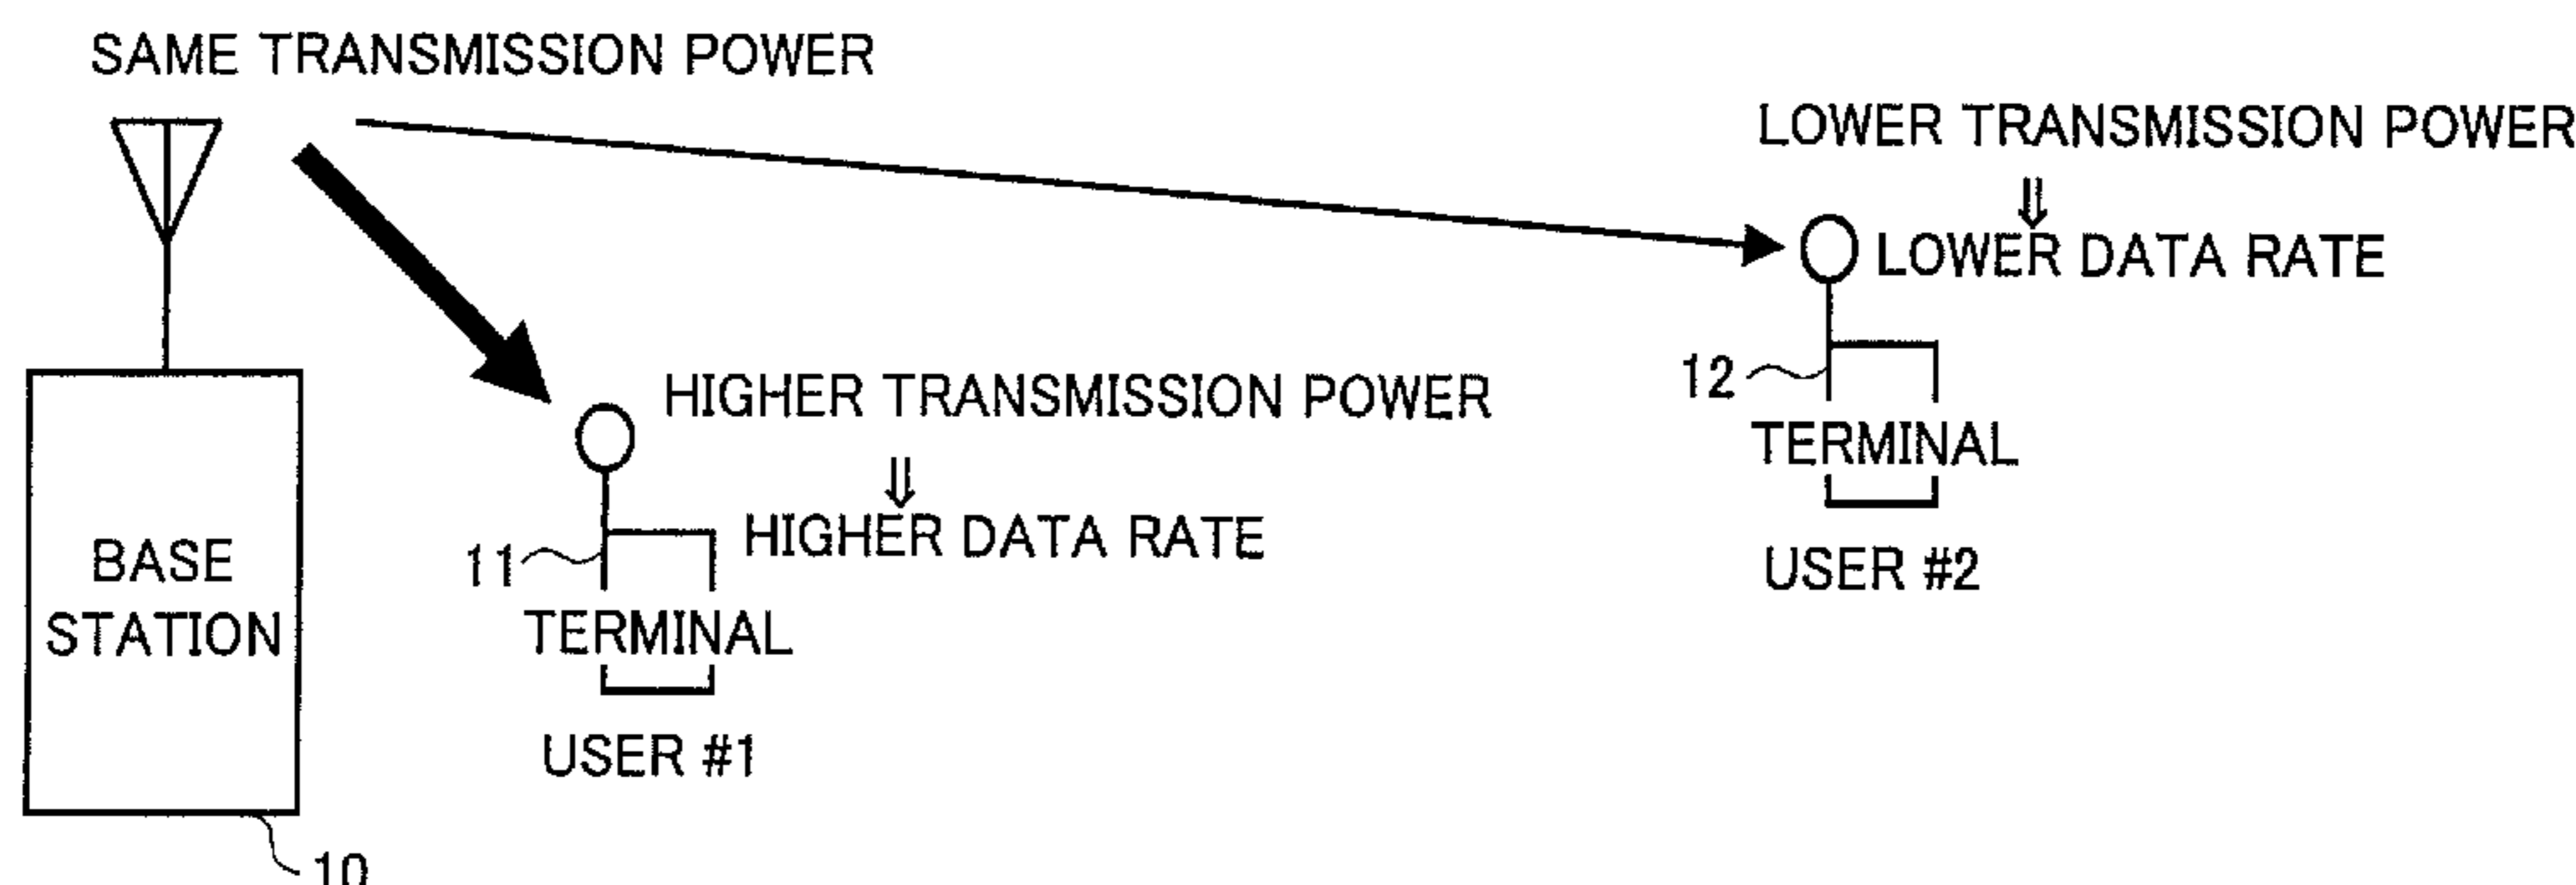 SAME TRANSMISSION POWER
LOWER TRANSMISSION POWER
⇓
LOWER DATA RATE
12
TERMINAL
USER #2
HIGHER TRANSMISSION POWER
⇓
HIGHER DATA RATE
11
TERMINAL
USER #1
BASE
STATION
10